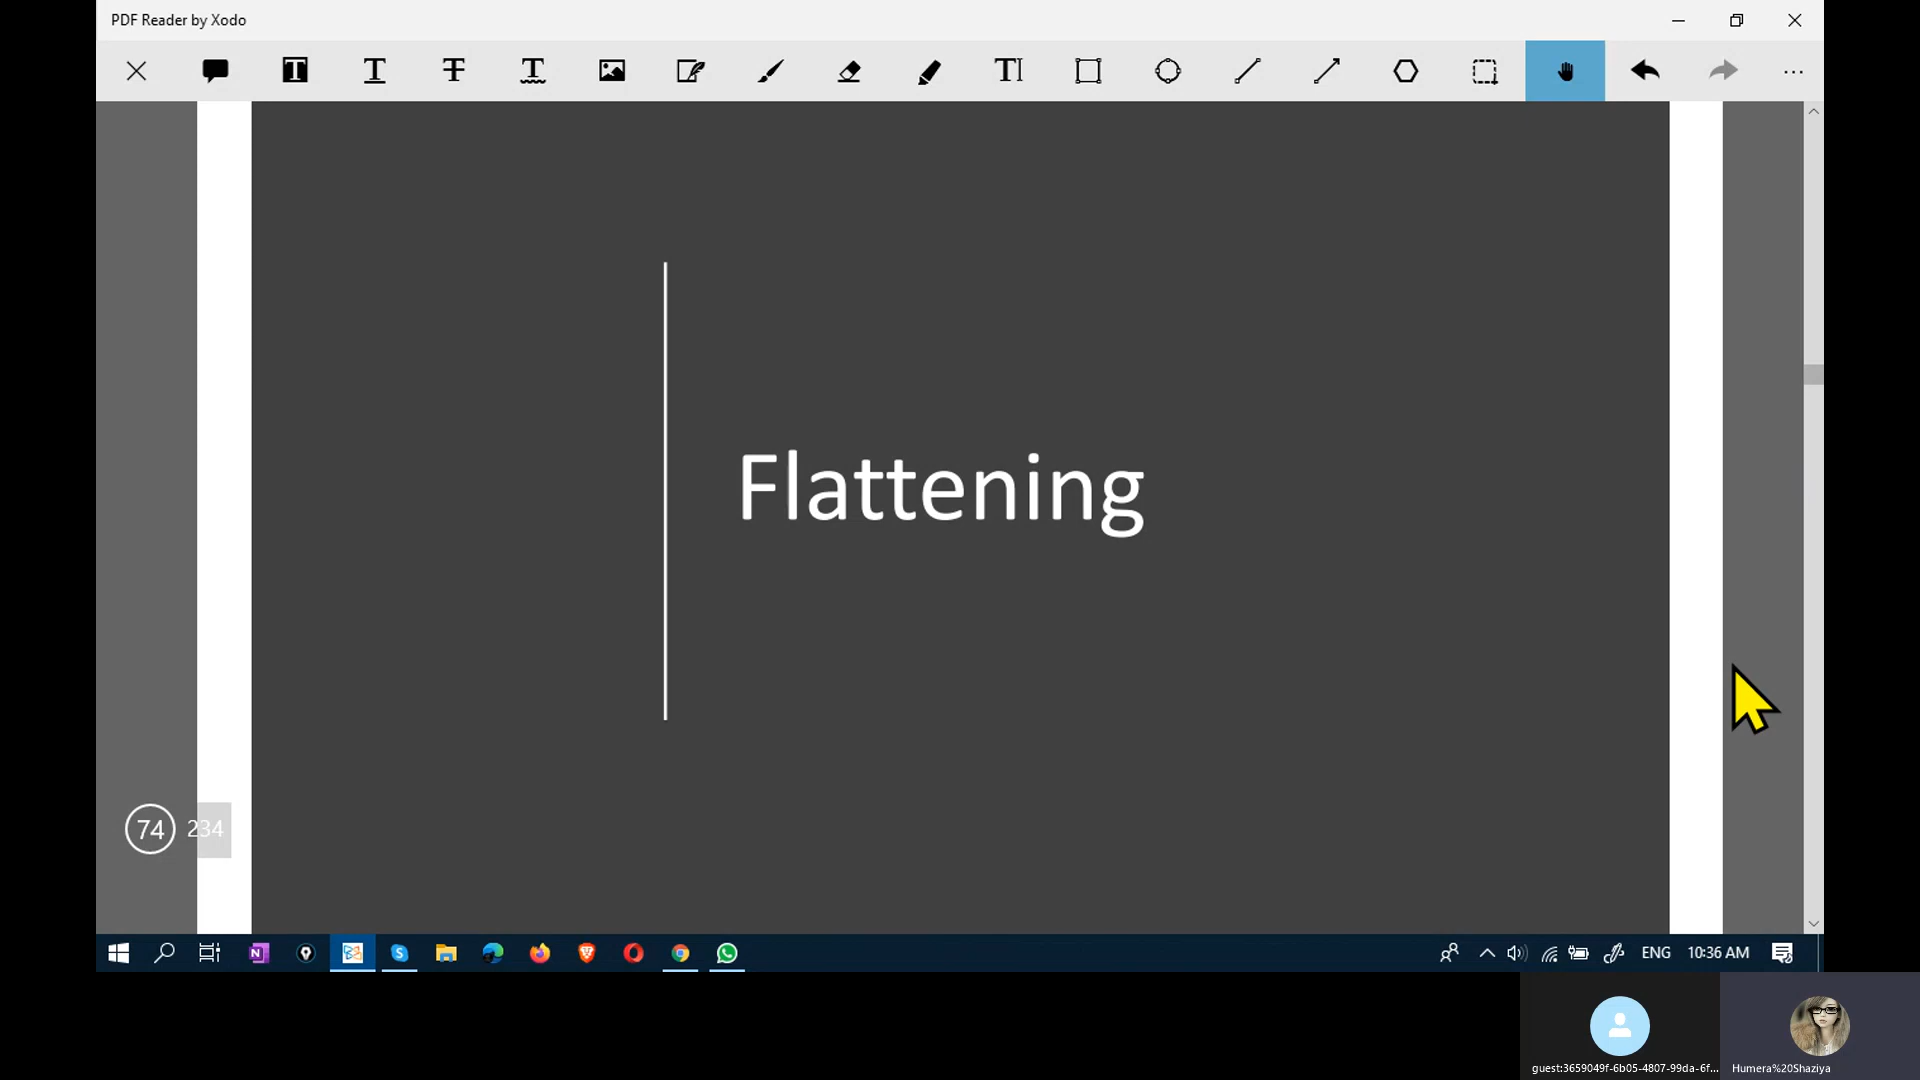 PDF Reader by Xodo
Flattening
74 234
ENG 10:36 AM
guest:3659049f-6b05-4807-99da-6f...
Humera%20Shaziya